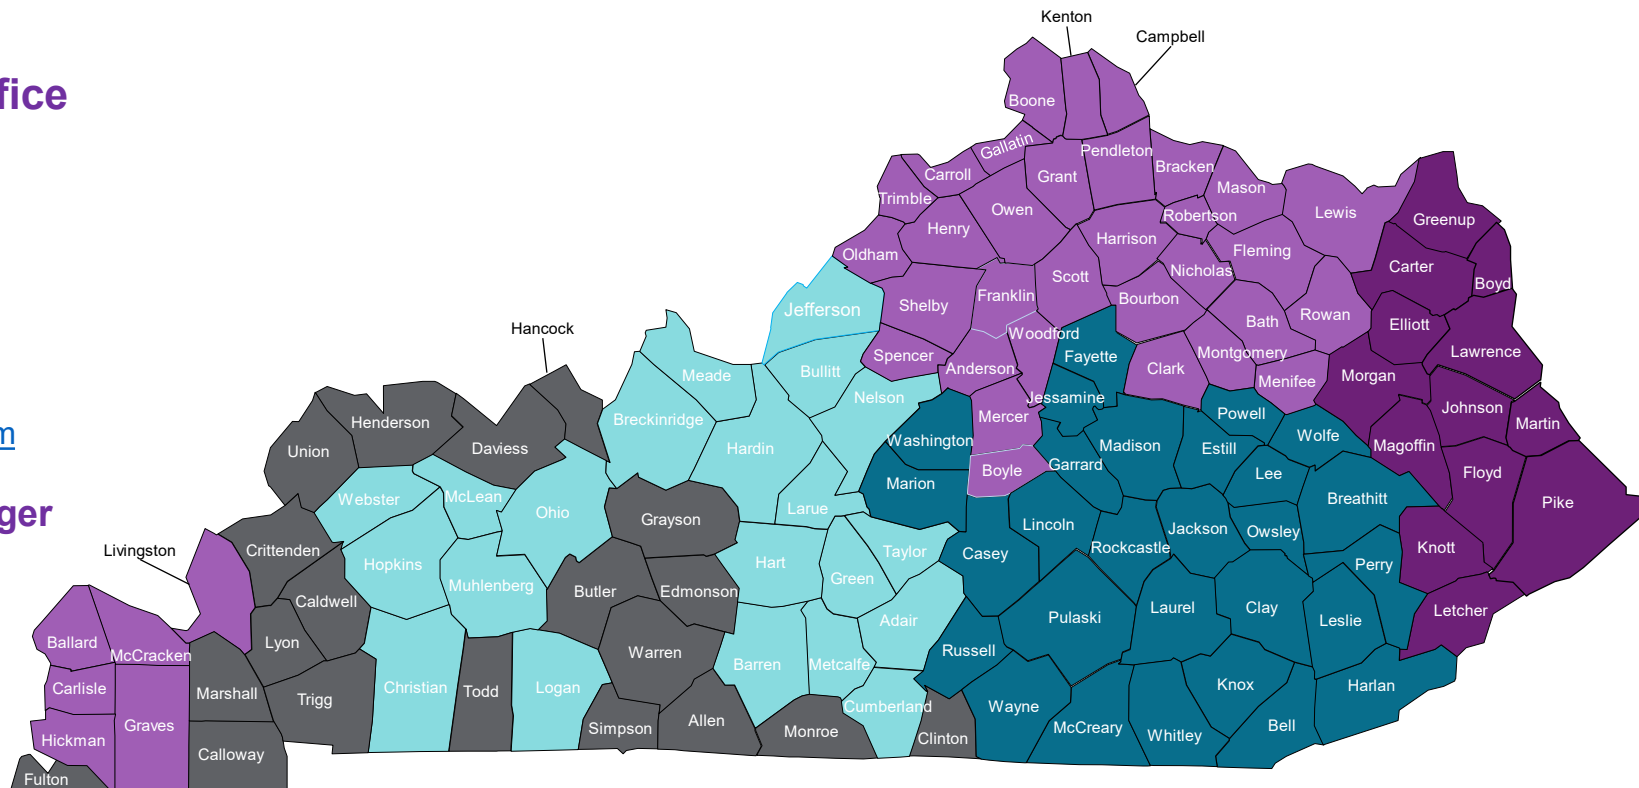 Kenton
Campbell
fice
Boone
Gallatin
Pendleton
Bracken
Carroll
Grant
Mason
Trimble
Owen
Robertson
Lewis
Greenup
Henry
Harrison
Fleming
Oldham
Scott
Nicholas
Carter
Boyd
Jefferson
Shelby
Franklin
Bourbon
Bath
Rowan
Elliott
Hancock
Woodford
Spencer
Fayette
Montgomery
Lawrence
Meade
Bullitt
Anderson
Clark
Menifee
Morgan
Nelson
Jessamine
Johnson
Martin
Breckinridge
Henderson
Mercer
Powell
m
Union
Daviess
Hardin
Washington
Madison
Estill
Wolfe
Magoffin
Boyle
Garrard
Lee
Floyd
Webster
McLean
Marion
Breathitt
Pike
ger
Ohio
Grayson
Larue
Lincoln
Jackson
Owsley
Livingston
Crittenden
Taylor
Casey
Rockcastle
Knott
Hopkins
Muhlenberg
Hart
Green
Perry
Caldwell
Butler
Edmonson
Adair
Pulaski
Laurel
Clay
Leslie
Letcher
Ballard
McCracken
Lyon
Warren
Barren
Metcalfe
Russell
Carlisle
Marshall
Trigg
Christian
Todd
Logan
Knox
Harlan
Graves
Simpson
Allen
Monroe
Cumberland
Clinton
Wayne
McCreary
Whitley
Bell
Hickman
Calloway
Fulton